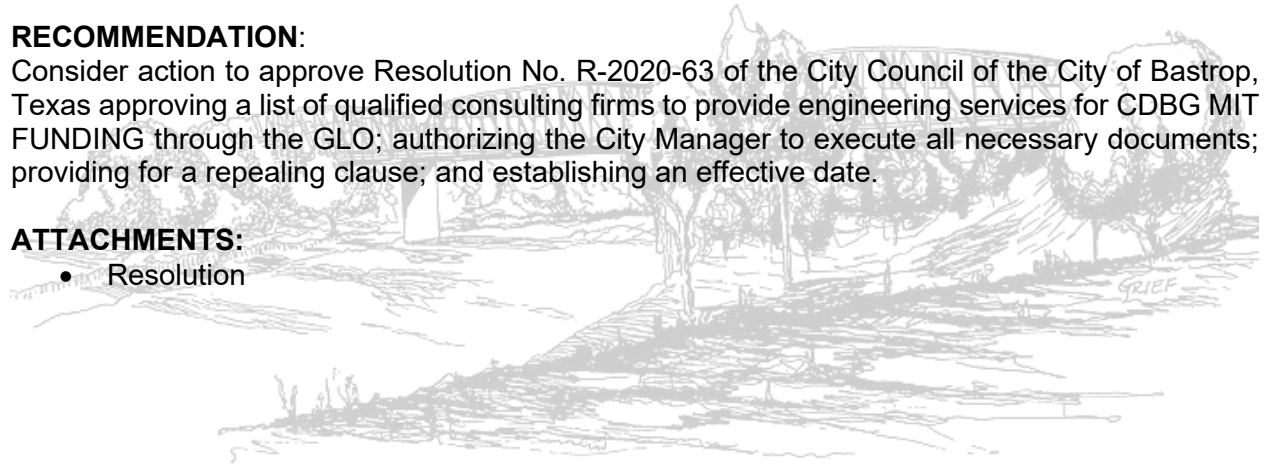 RECOMMENDATION:
Consider action to approve Resolution No. R-2020-63 of the City Council of the City of Bastrop,
Texas approving a list of qualified consulting firms to provide engineering services for CDBG MIT
FUNDING through the GLO; authorizing the City Manager to execute all necessary documents;
providing for a repealing clause; and establishing an effective date.
ATTACHMENTS:
• Resolution
GRIEF